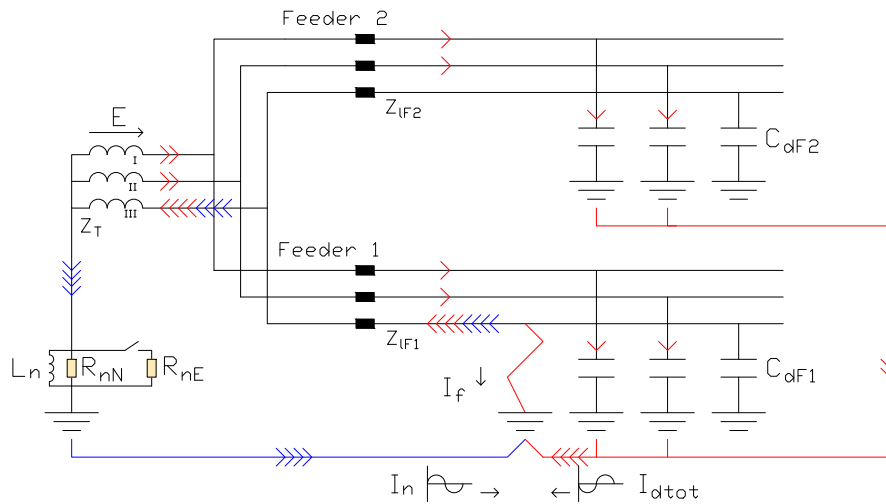 Feeder 2
E
Z_lF2
C_dF2
I
II
III
Z_T
Feeder 1
Z_lF1
C_dF1
L_n
R_nN
R_nE
I_f
I_n
I_dtot